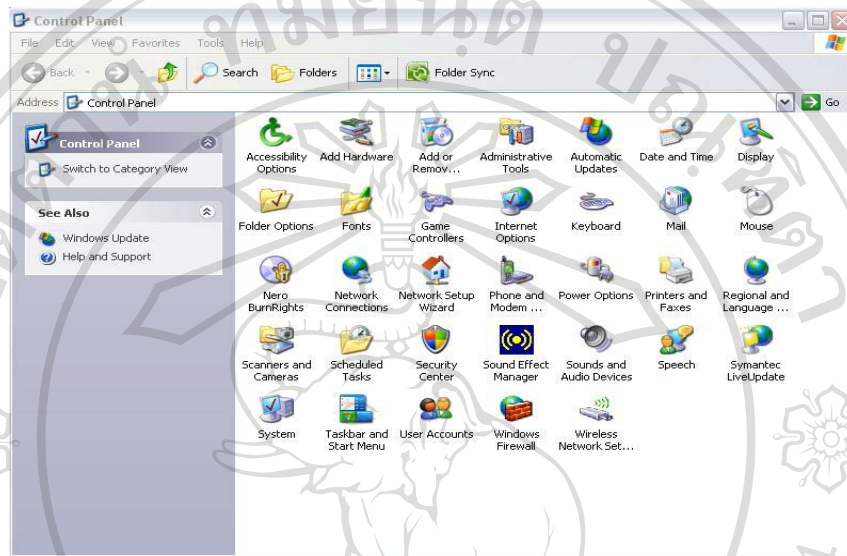 Control Panel
File Edit View Favorites Tools Help
Back Search Folders Folder Sync
Address Control Panel Go
Control Panel
Switch to Category View
See Also
Windows Update
Help and Support
Accessibility Options
Add Hardware
Add or Remov...
Administrative Tools
Automatic Updates
Date and Time
Display
Folder Options
Fonts
Game Controllers
Internet Options
Keyboard
Mail
Mouse
Nero BurnRights
Network Connections
Network Setup Wizard
Phone and Modem ...
Power Options
Printers and Faxes
Regional and Language ...
Scanners and Cameras
Scheduled Tasks
Security Center
Sound Effect Manager
Sounds and Audio Devices
Speech
Symantec LiveUpdate
System
Taskbar and Start Menu
User Accounts
Windows Firewall
Wireless Network Set...